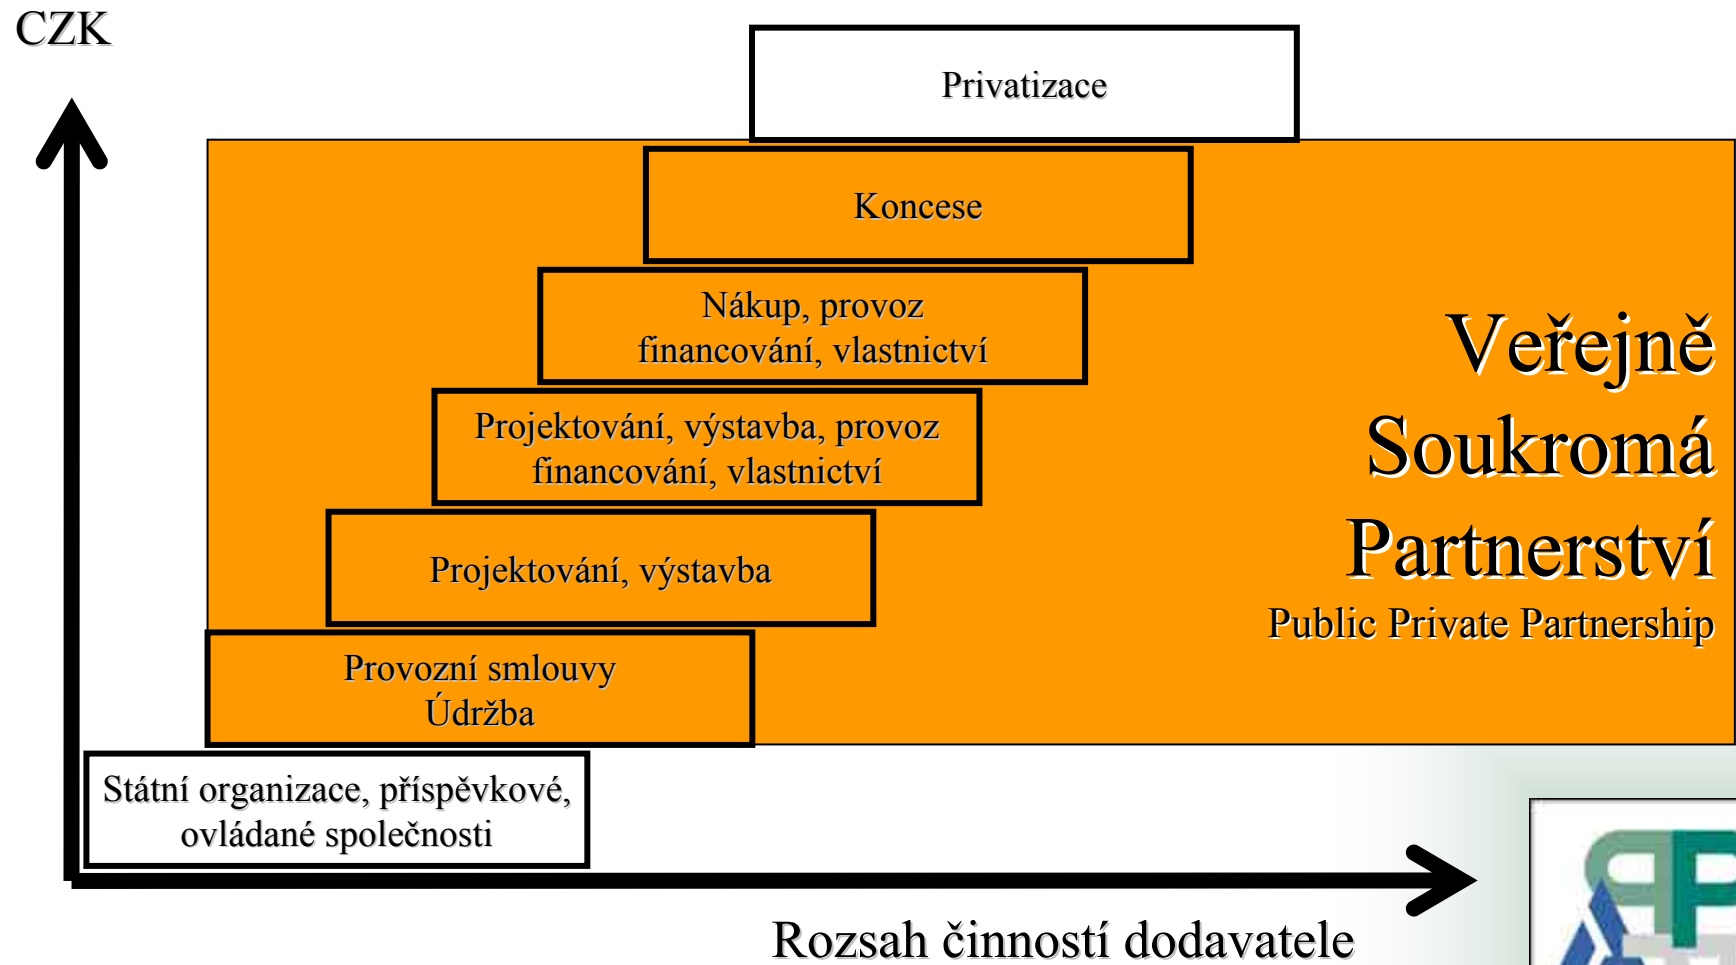 CZK
Privatizace
Koncese
Nákup, provoz
financování, vlastnictví
Projektování, výstavba, provoz
financování, vlastnictví
Projektování, výstavba
Provozní smlouvy
Údržba
Státní organizace, příspěvkové,
ovládané společnosti
Veřejně
Soukromá
Partnerství
Public Private Partnership
Rozsah činností dodavatele